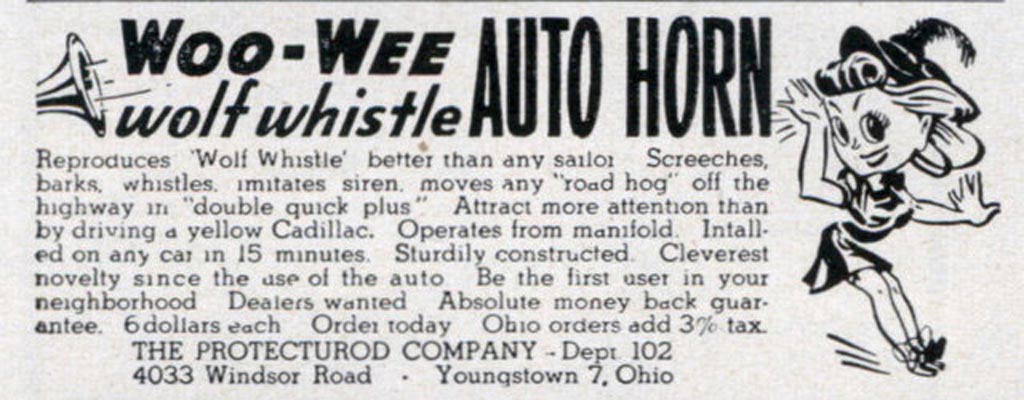 WOO-WEE
wolf whistle
AUTO HORN
Reproduces 'Wolf Whistle' better than any sailor Screeches,
barks, whistles, imitates siren, moves any "road hog" off the
highway in "double quick plus" Attract more attention than
by driving a yellow Cadillac. Operates from manifold. Intall-
ed on any car in 15 minutes. Sturdily constructed. Cleverest
novelty since the use of the auto Be the first user in your
neighborhood Dealers wanted Absolute money back guar-
antee. 6 dollars each Order today Ohio orders add 3% tax.
THE PROTECTUROD COMPANY - Dept. 102
4033 Windsor Road · Youngstown 7, Ohio